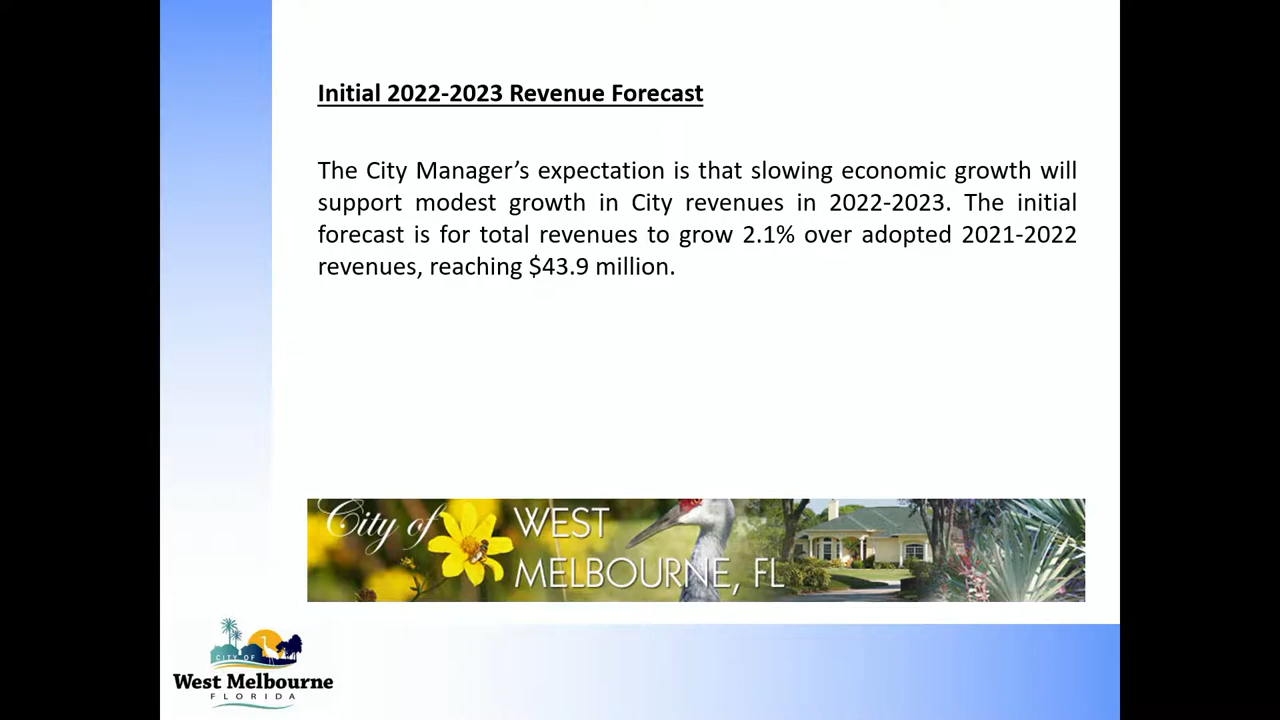 Initial 2022-2023 Revenue Forecast
The City Manager’s expectation is that slowing economic growth will
support modest growth in City revenues in 2022-2023. The initial
forecast is for total revenues to grow 2.1% over adopted 2021-2022
revenues, reaching $43.9 million.
City of WEST
MELBOURNE, FL
CITY OF
West Melbourne
FLORIDA